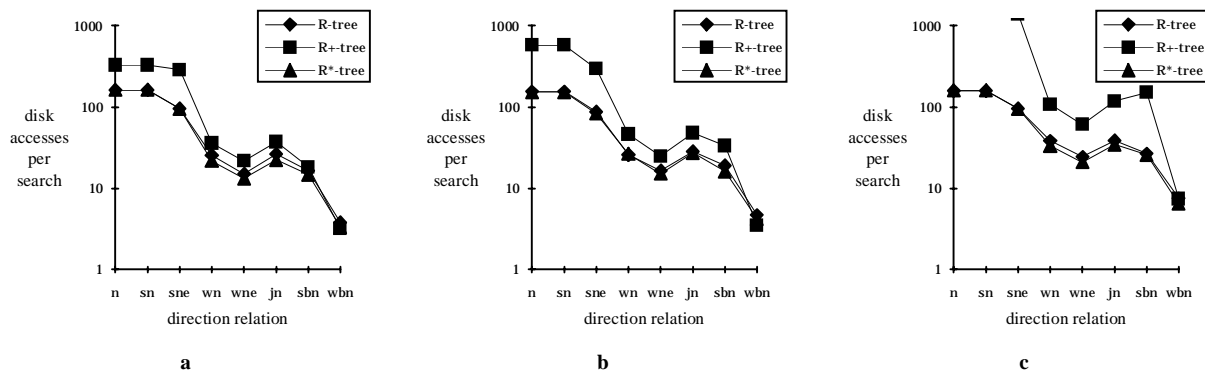 1000
100
10
1
disk
accesses
per
search
R-tree
R+-tree
R*-tree
n sn sne wn wne jn sbn wbn
direction relation
a
1000
100
10
1
disk
accesses
per
search
R-tree
R+-tree
R*-tree
n sn sne wn wne jn sbn wbn
direction relation
b
1000
100
10
1
disk
accesses
per
search
R-tree
R+-tree
R*-tree
n sn sne wn wne jn sbn wbn
direction relation
c